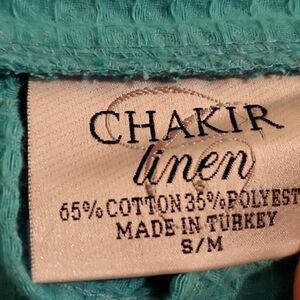 CHAKIR
linen
65% COTTON 35% POLYEST
MADE IN TURKEY
S/M